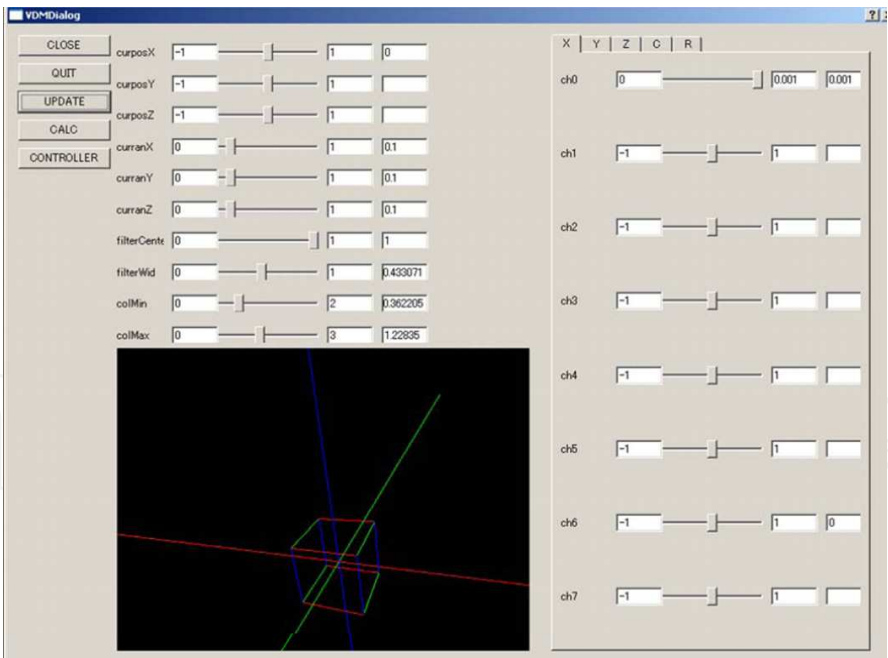 VDMDialog
CLOSE
QUIT
UPDATE
CALC
CONTROLLER
curposX -1 1 0
curposY -1 1
curposZ -1 1
curranX 0 1 0.1
curranY 0 1 0.1
curranZ 0 1 0.1
filterCente 0 1 1
filterWid 0 1 0.433071
colMin 0 2 0.362205
colMax 0 3 1.22835
X Y Z C R
ch0 0 0.001 0.001
ch1 -1 1
ch2 -1 1
ch3 -1 1
ch4 -1 1
ch5 -1 1
ch6 -1 1 0
ch7 -1 1